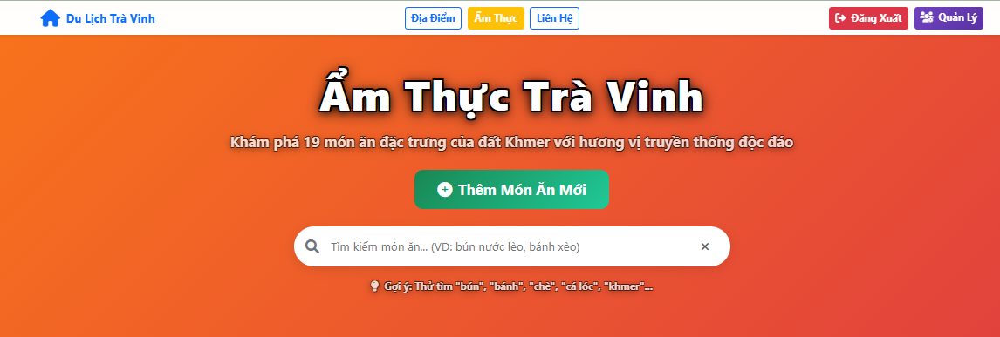 Du Lịch Trà Vinh
Địa Điểm
Ẩm Thực
Liên Hệ
Đăng Xuất
Quản Lý
Ẩm Thực Trà Vinh
Khám phá 19 món ăn đặc trưng của đất Khmer với hương vị truyền thống độc đáo
Thêm Món Ăn Mới
Tìm kiếm món ăn... (VD: bún nước lèo, bánh xèo)
Gợi ý: Thử tìm "bún", "bánh", "chè", "cá lóc", "khmer"...